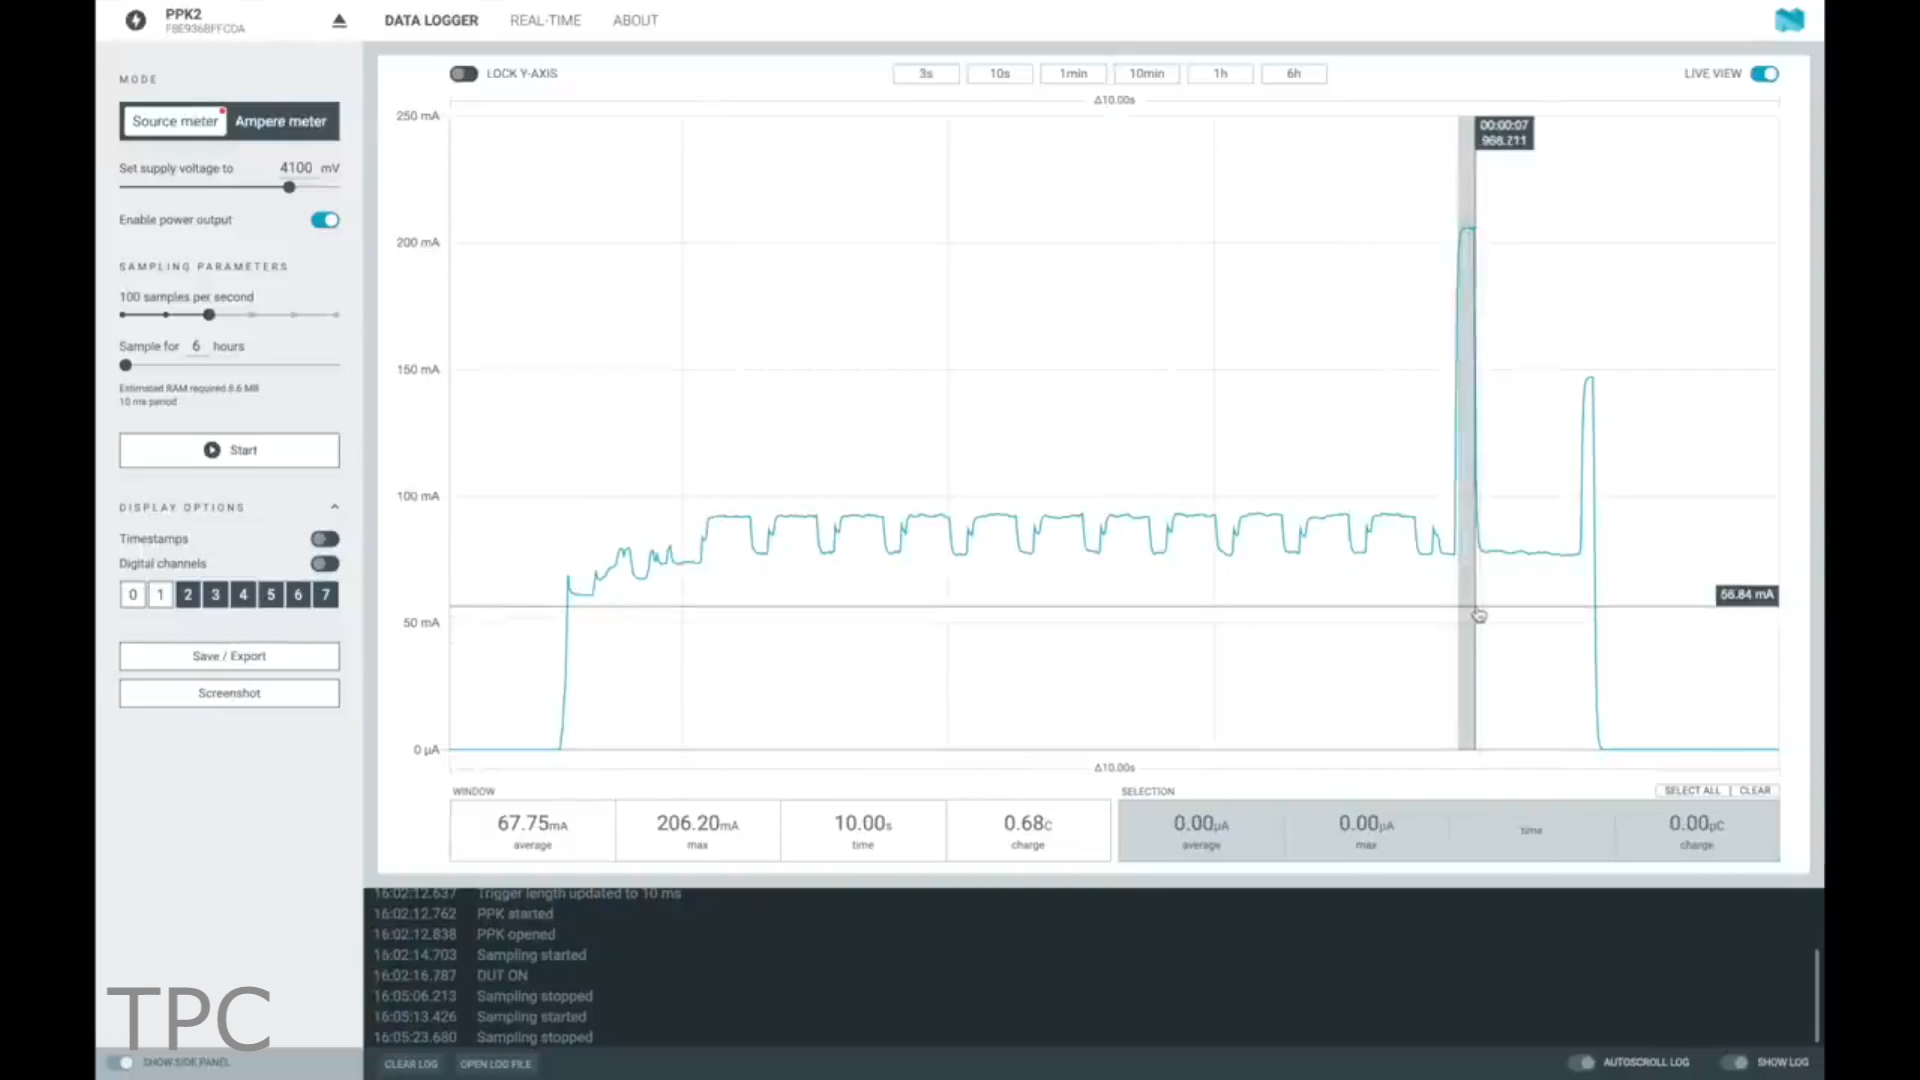 PPK2
F8E936BFFCDA
DATA LOGGER
REAL-TIME
ABOUT
MODE
Source meter
Ampere meter
Set supply voltage to 4100 mV
Enable power output
SAMPLING PARAMETERS
100 samples per second
Sample for 6 hours
Estimated RAM required 8.6 MB
10 ms period
Start
DISPLAY OPTIONS
Timestamps
Digital channels
0 1 2 3 4 5 6 7
Save / Export
Screenshot
TPC
SHOW SIDE PANEL
LOCK Y-AXIS
3s 10s 1min 10min 1h 6h
LIVE VIEW
Δ10.00s
250 mA
00:00:07
968.211
200 mA
150 mA
100 mA
56.84 mA
50 mA
0 µA
Δ10.00s
WINDOW
67.75mA average
206.20mA max
10.00s time
0.68C charge
SELECTION
SELECT ALL | CLEAR
0.00µA average
0.00µA max
time
0.00µC charge
16:02:12.637 Trigger length updated to 10 ms
16:02:12.762 PPK started
16:02:12.838 PPK opened
16:02:14.703 Sampling started
16:02:16.787 DUT ON
16:05:06.213 Sampling stopped
16:05:13.426 Sampling started
16:05:23.680 Sampling stopped
CLEAR LOG
OPEN LOG FILE
AUTOSCROLL LOG
SHOW LOG